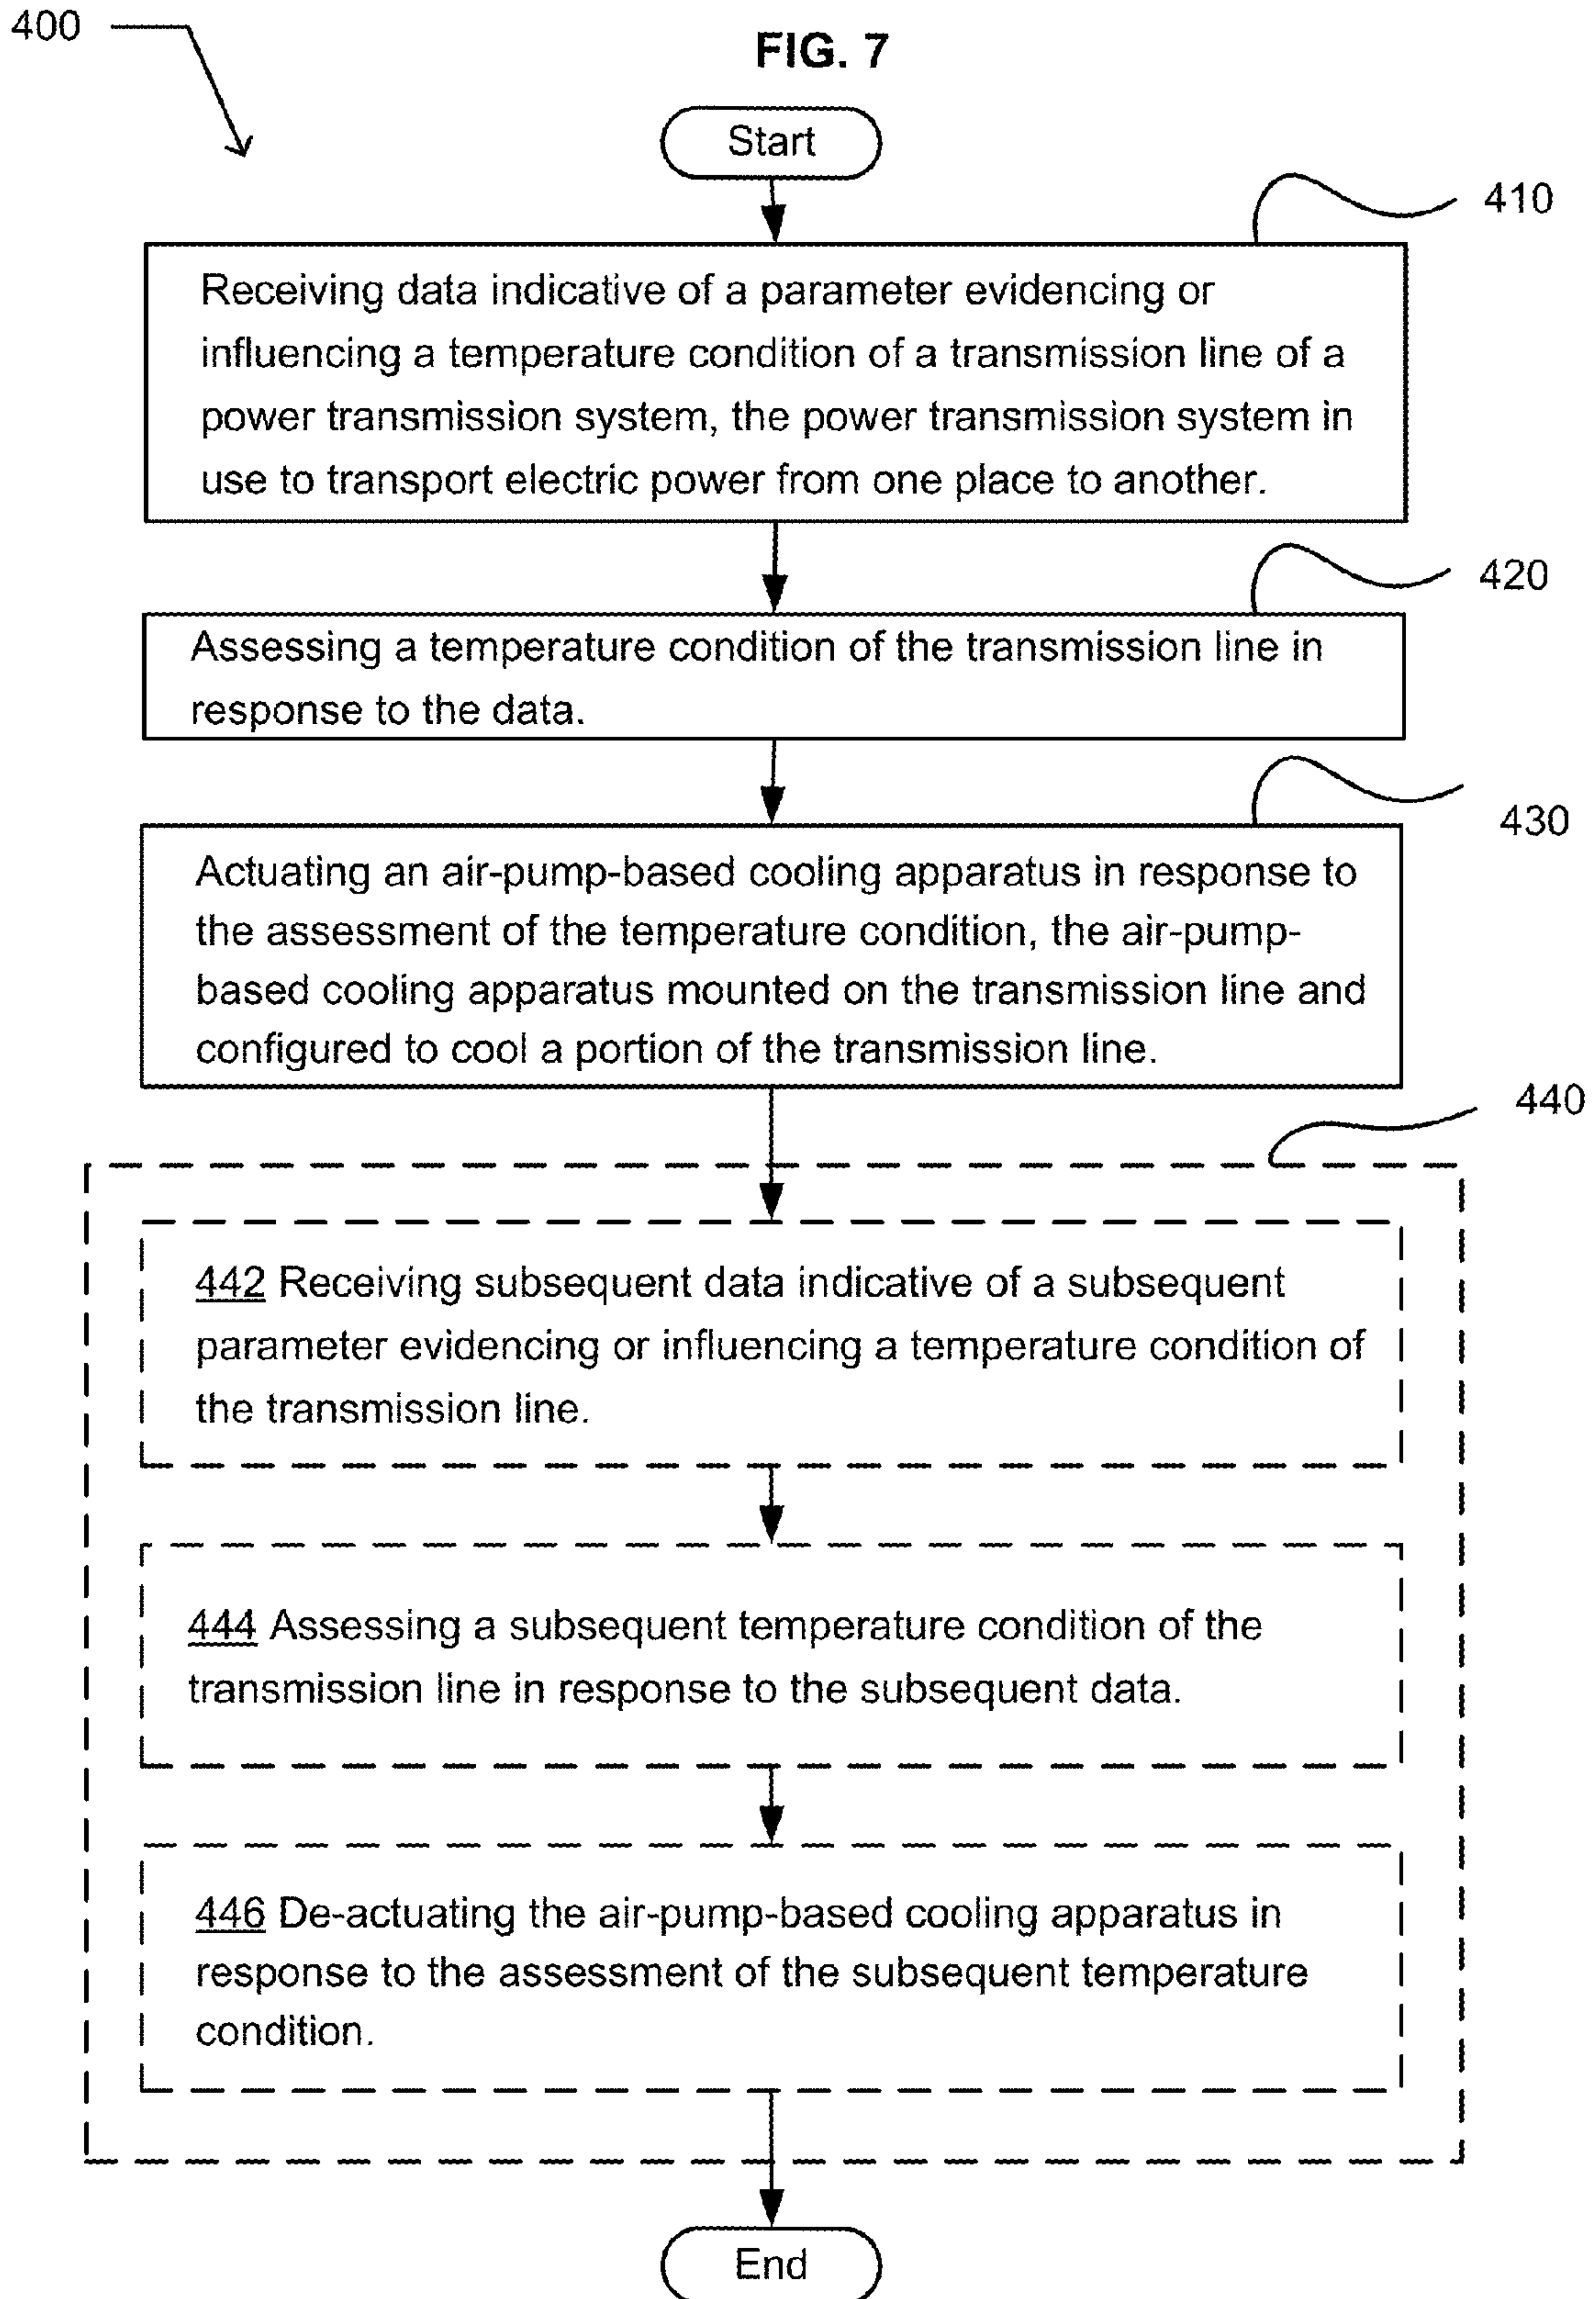 400
FIG. 7
Start
410
Receiving data indicative of a parameter evidencing or
influencing a temperature condition of a transmission line of a
power transmission system, the power transmission system in
use to transport electric power from one place to another.
420
Assessing a temperature condition of the transmission line in
response to the data.
430
Actuating an air-pump-based cooling apparatus in response to
the assessment of the temperature condition, the air-pump-
based cooling apparatus mounted on the transmission line and
configured to cool a portion of the transmission line.
440
442 Receiving subsequent data indicative of a subsequent
parameter evidencing or influencing a temperature condition of
the transmission line.
444 Assessing a subsequent temperature condition of the
transmission line in response to the subsequent data.
446 De-actuating the air-pump-based cooling apparatus in
response to the assessment of the subsequent temperature
condition.
End